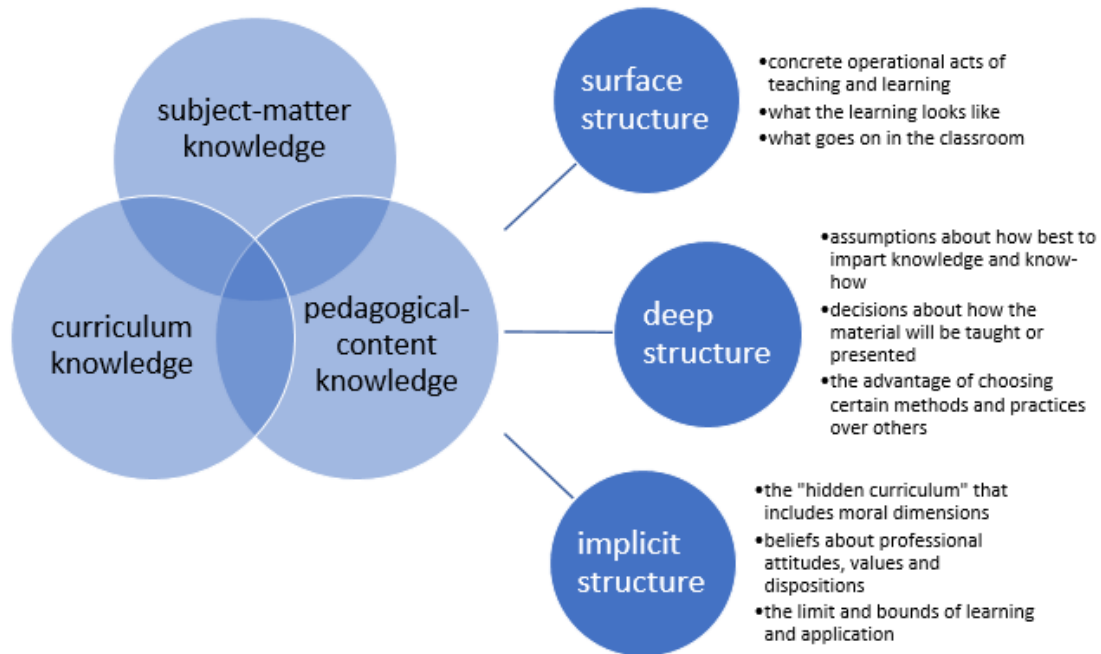 subject-matter
knowledge
curriculum
knowledge
pedagogical-
content
knowledge
surface
structure
•concrete operational acts of
teaching and learning
•what the learning looks like
•what goes on in the classroom
deep
structure
•assumptions about how best to
impart knowledge and know-
how
•decisions about how the
material will be taught or
presented
•the advantage of choosing
certain methods and practices
over others
implicit
structure
•the "hidden curriculum" that
includes moral dimensions
•beliefs about professional
attitudes, values and
dispositions
•the limit and bounds of learning
and application